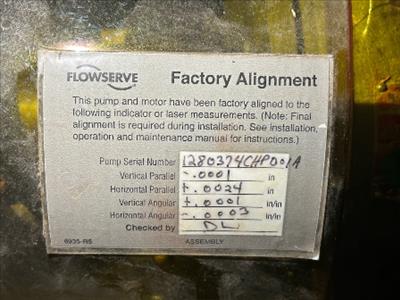 FLOWSERVE Factory Alignment
This pump and motor have been factory aligned to the
following indicator or laser measurements. (Note: Final
alignment is required during installation. See installation,
operation and maintenance manual for instructions.)
Pump Serial Number 1280374CHPD01A
Vertical Parallel -.0001 in
Horizontal Parallel +.0024 in
Vertical Angular +.0001 in/in
Horizontal Angular -.0003 in/in
Checked by DL
6935-R5 ASSEMBLY